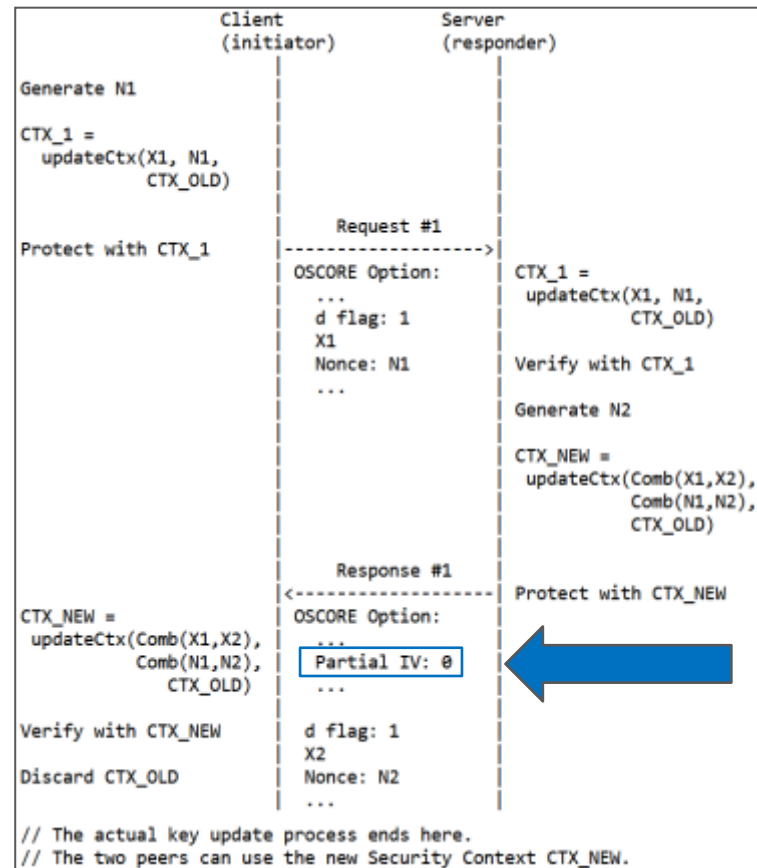 Client Server
(initiator) (responder)
Generate N1
CTX_1 =
updateCtx(X1, N1,
CTX_OLD)
Request #1
Protect with CTX_1 ------------------->
OSCORE Option: CTX_1 =
... updateCtx(X1, N1,
d flag: 1 CTX_OLD)
X1
Nonce: N1 Verify with CTX_1
...
Generate N2
CTX_NEW =
updateCtx(Comb(X1,X2),
Comb(N1,N2),
CTX_OLD)
Response #1
<------------------- Protect with CTX_NEW
CTX_NEW = OSCORE Option:
updateCtx(Comb(X1,X2), ...
Comb(N1,N2), Partial IV: 0
CTX_OLD) ...
Verify with CTX_NEW d flag: 1
X2
Discard CTX_OLD Nonce: N2
...
// The actual key update process ends here.
// The two peers can use the new Security Context CTX_NEW.